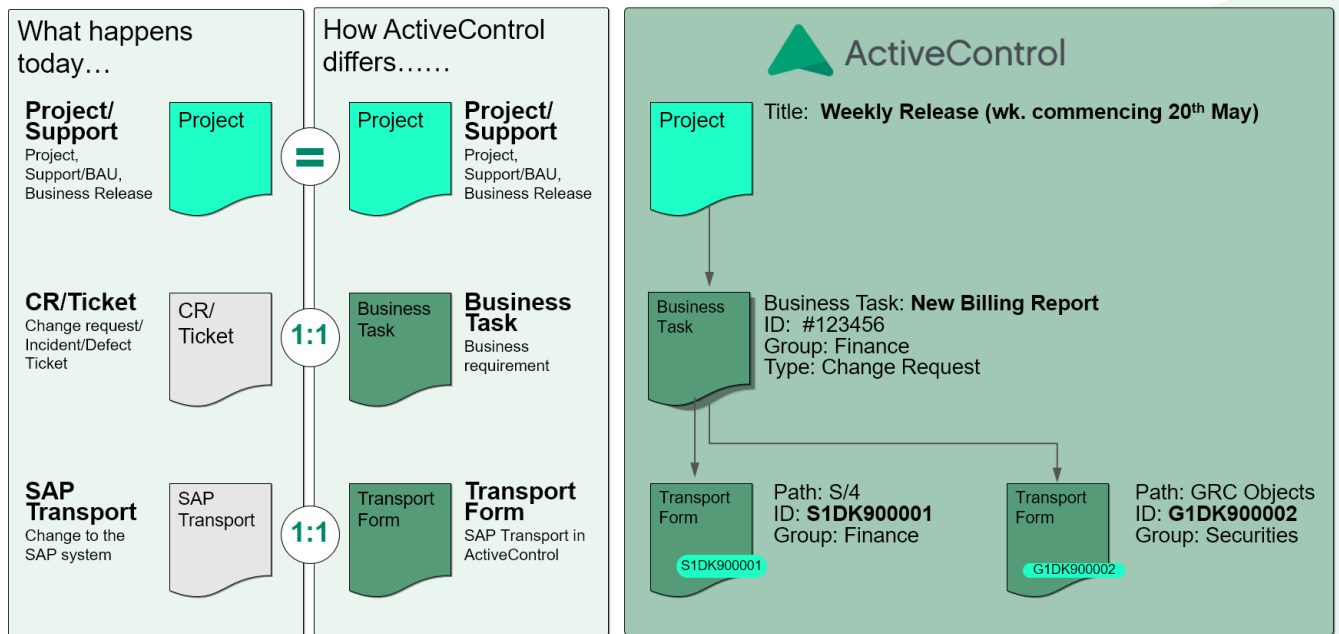 What happens
today…
Project/
Support
Project,
Support/BAU,
Business Release
Project
CR/Ticket
Change request/
Incident/Defect
Ticket
CR/
Ticket
SAP
Transport
Change to the
SAP system
SAP
Transport
=
1:1
1:1
How ActiveControl
differs……
Project
Project/
Support
Project,
Support/BAU,
Business Release
Business
Task
Business
Task
Business
requirement
Transport
Form
Transport
Form
SAP Transport in
ActiveControl
ActiveControl
Project
Title: Weekly Release (wk. commencing 20th May)
Business
Task
Business Task: New Billing Report
ID: #123456
Group: Finance
Type: Change Request
Transport
Form
S1DK900001
Path: S/4
ID: S1DK900001
Group: Finance
Transport
Form
G1DK900002
Path: GRC Objects
ID: G1DK900002
Group: Securities